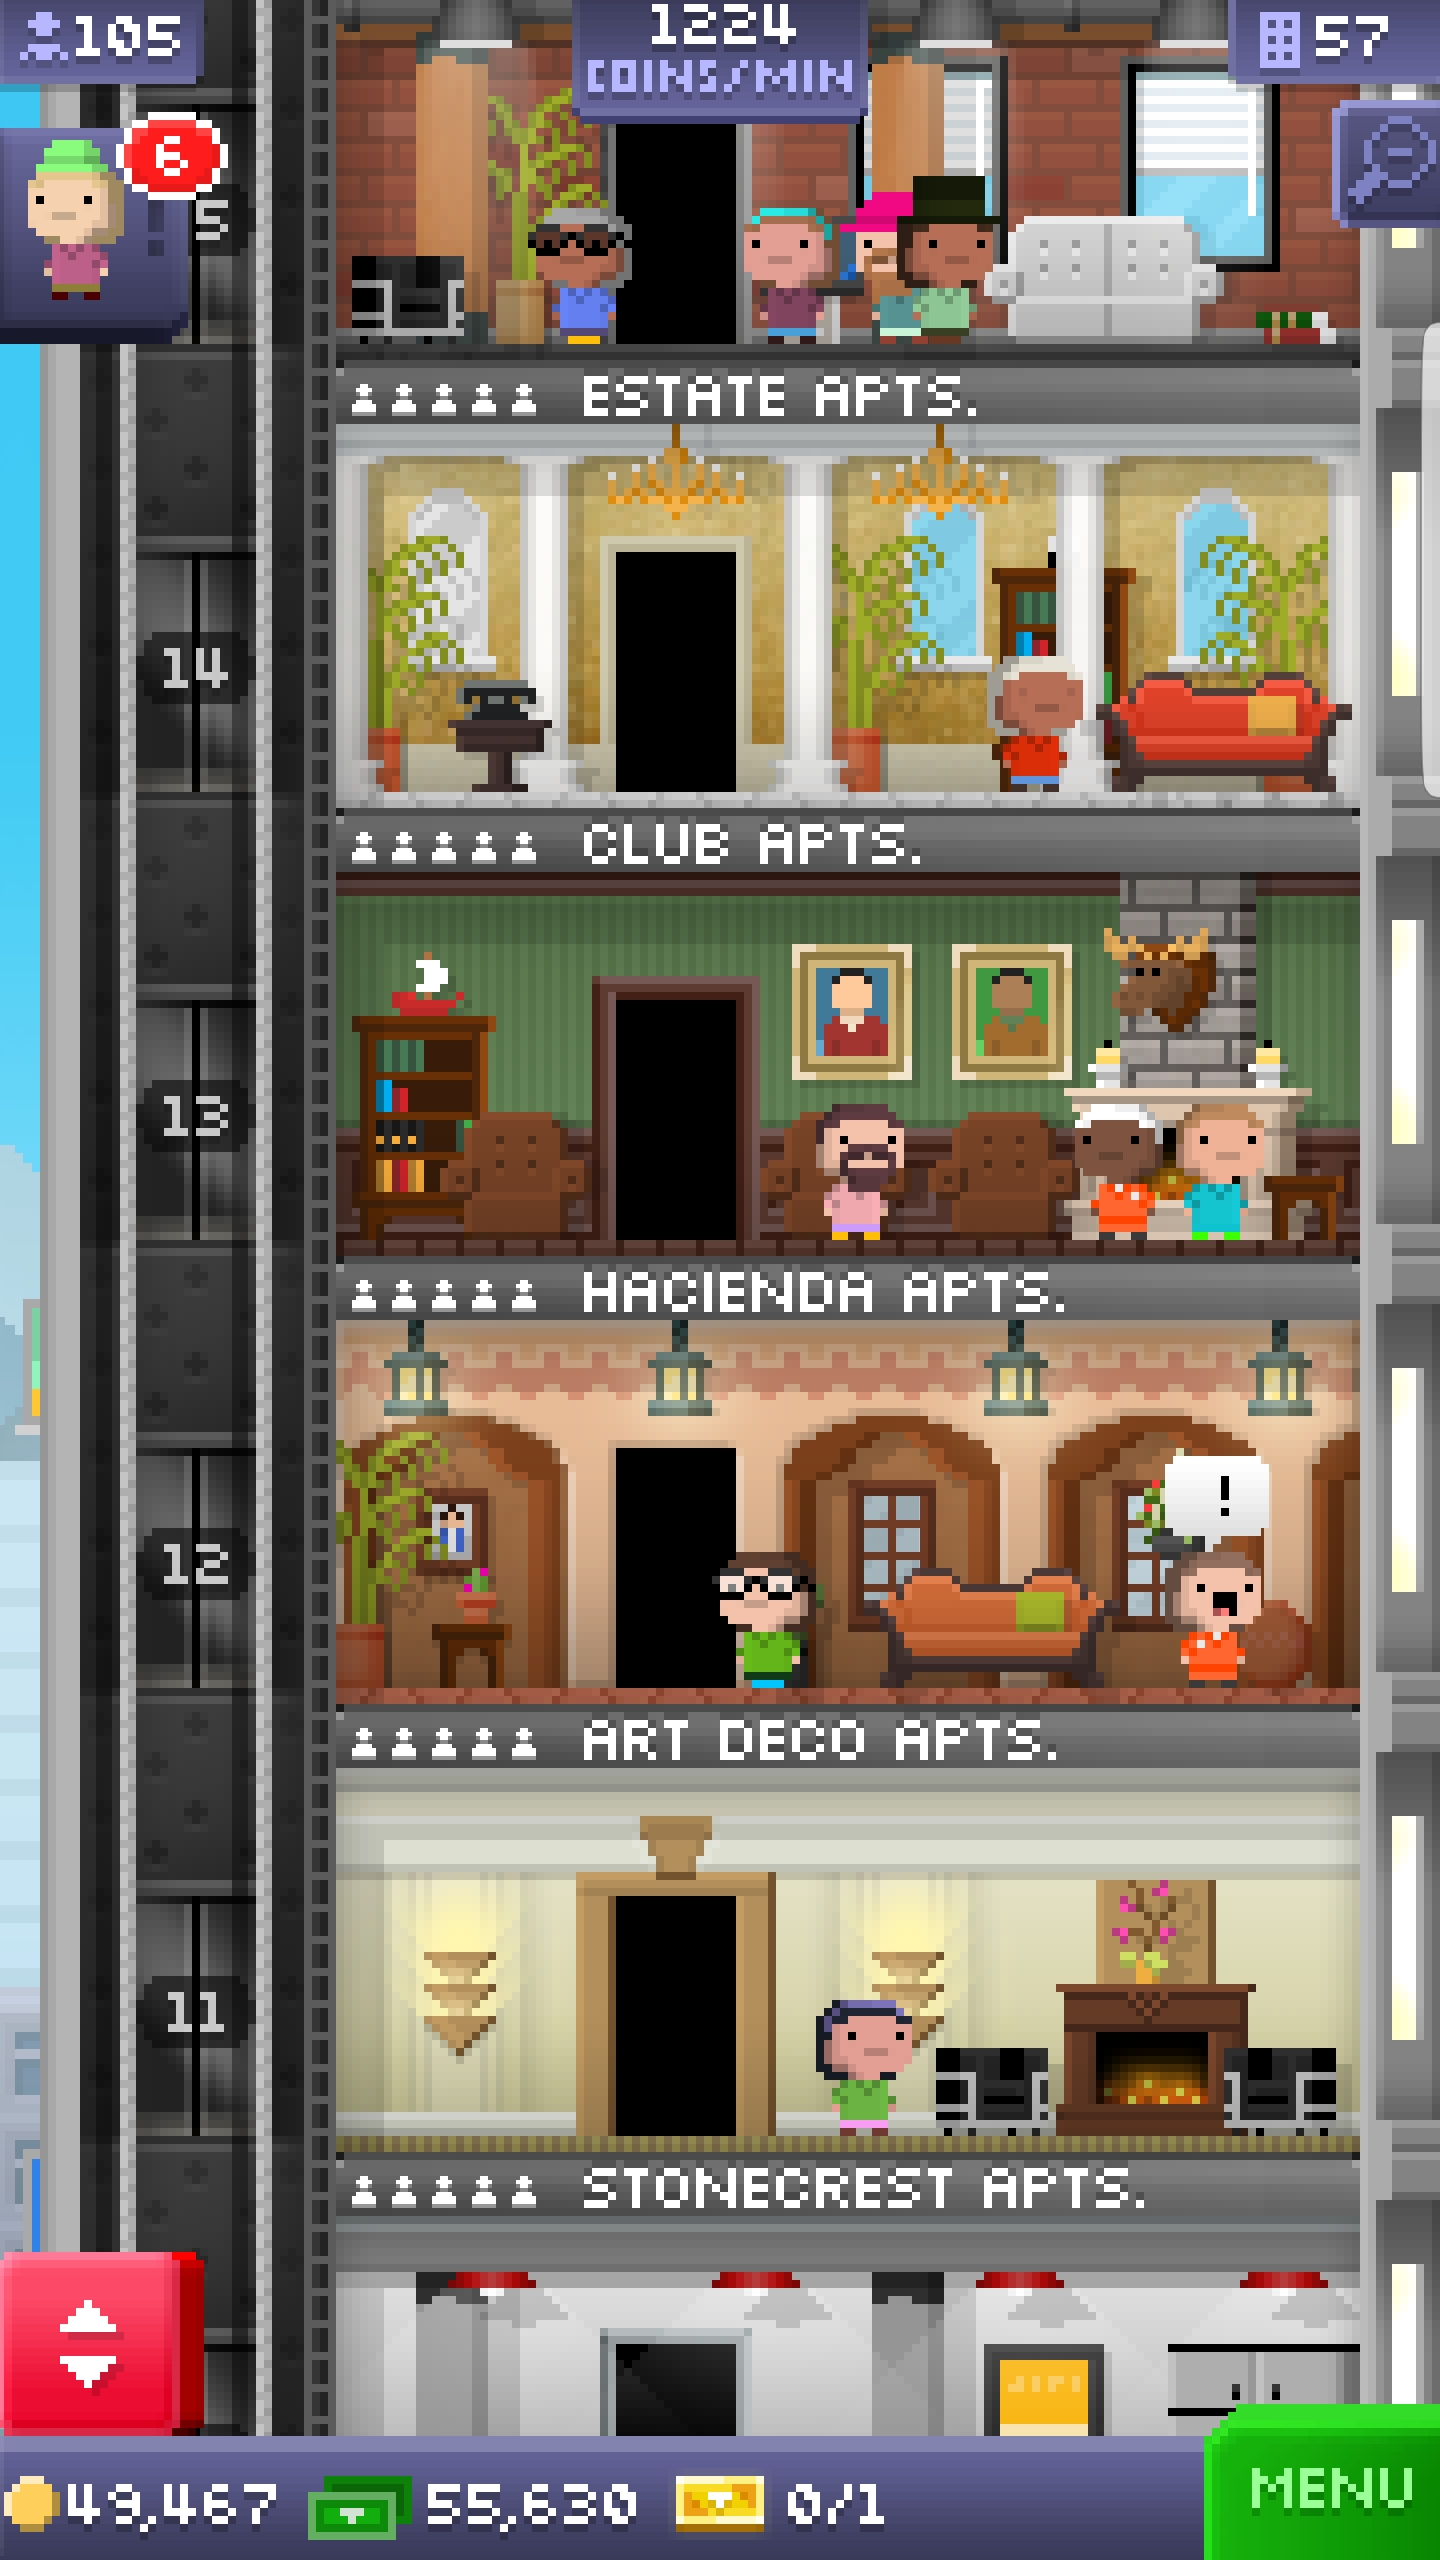 105
1224
COINS/MIN
57
6
5
ESTATE APTS.
14
CLUB APTS.
13
HACIENDA APTS.
12
!
ART DECO APTS.
11
STONECREST APTS.
49,467
55,630
0/1
MENU